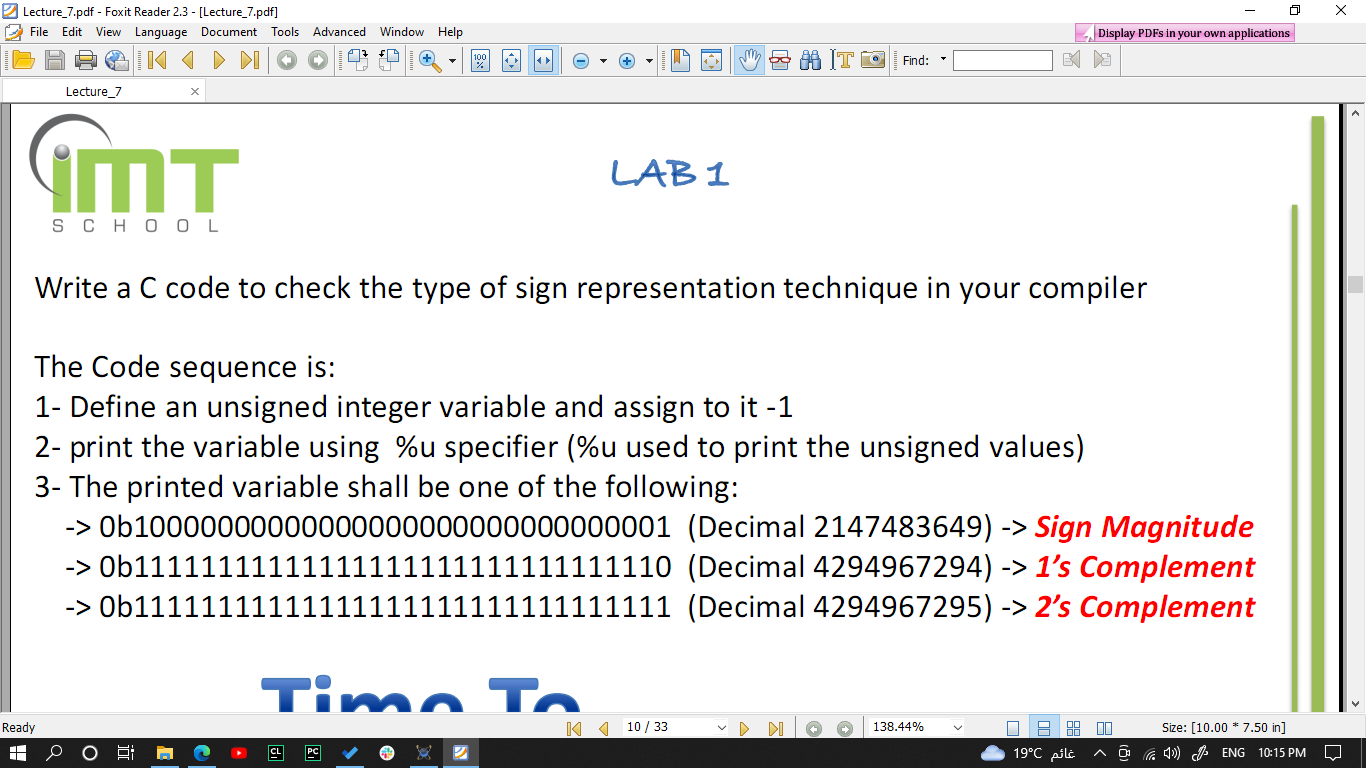 Lecture_7.pdf - Foxit Reader 2.3 - [Lecture_7.pdf]
File Edit View Language Document Tools Advanced Window Help
Display PDFs in your own applications
100 %
Find:
Lecture_7
iMT
SCHOOL
LAB 1
Write a C code to check the type of sign representation technique in your compiler
The Code sequence is:
1- Define an unsigned integer variable and assign to it -1
2- print the variable using %u specifier (%u used to print the unsigned values)
3- The printed variable shall be one of the following:
-> 0b10000000000000000000000000000001 (Decimal 2147483649) -> Sign Magnitude
-> 0b11111111111111111111111111111110 (Decimal 4294967294) -> 1’s Complement
-> 0b11111111111111111111111111111111 (Decimal 4294967295) -> 2’s Complement
Time To
Ready
10 / 33
138.44%
Size: [10.00 * 7.50 in]
CL
PC
19°C غائم
ENG
10:15 PM